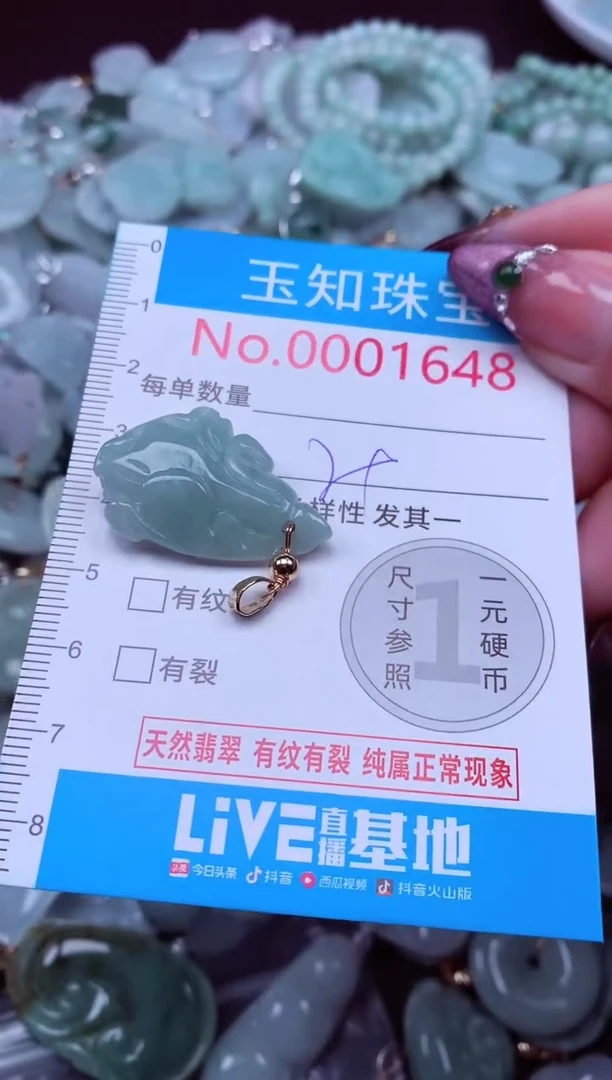 玉知珠宝
No.0001648
每单数量
样性 发其一
有纹
有裂
尺寸参照
1
一元硬币
天然翡翠 有纹有裂 纯属正常现象
LiVE直播基地
头条 今日头条 抖音 西瓜视频 抖音火山版
0
1
2
3
5
6
7
8